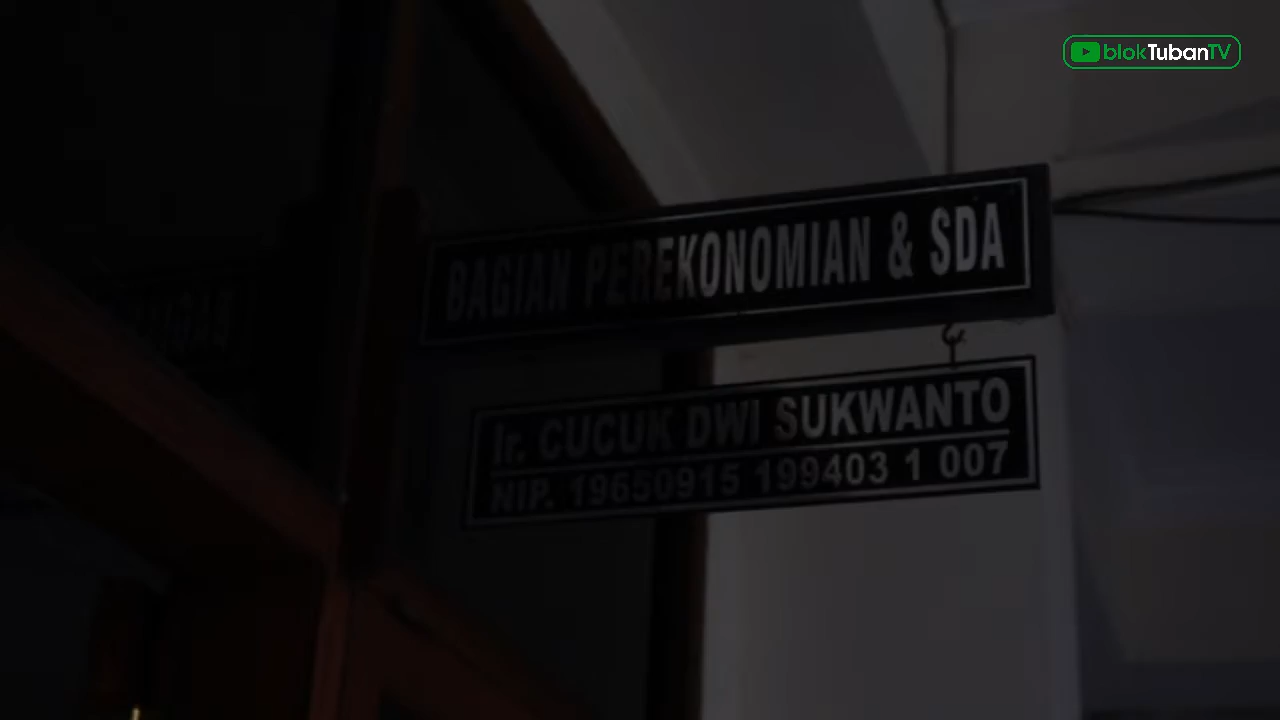 blokTubanTV
BAGIAN PEREKONOMIAN & SDA
Ir. CUCUK DWI SUKWANTO
NIP. 19650915 199403 1 007